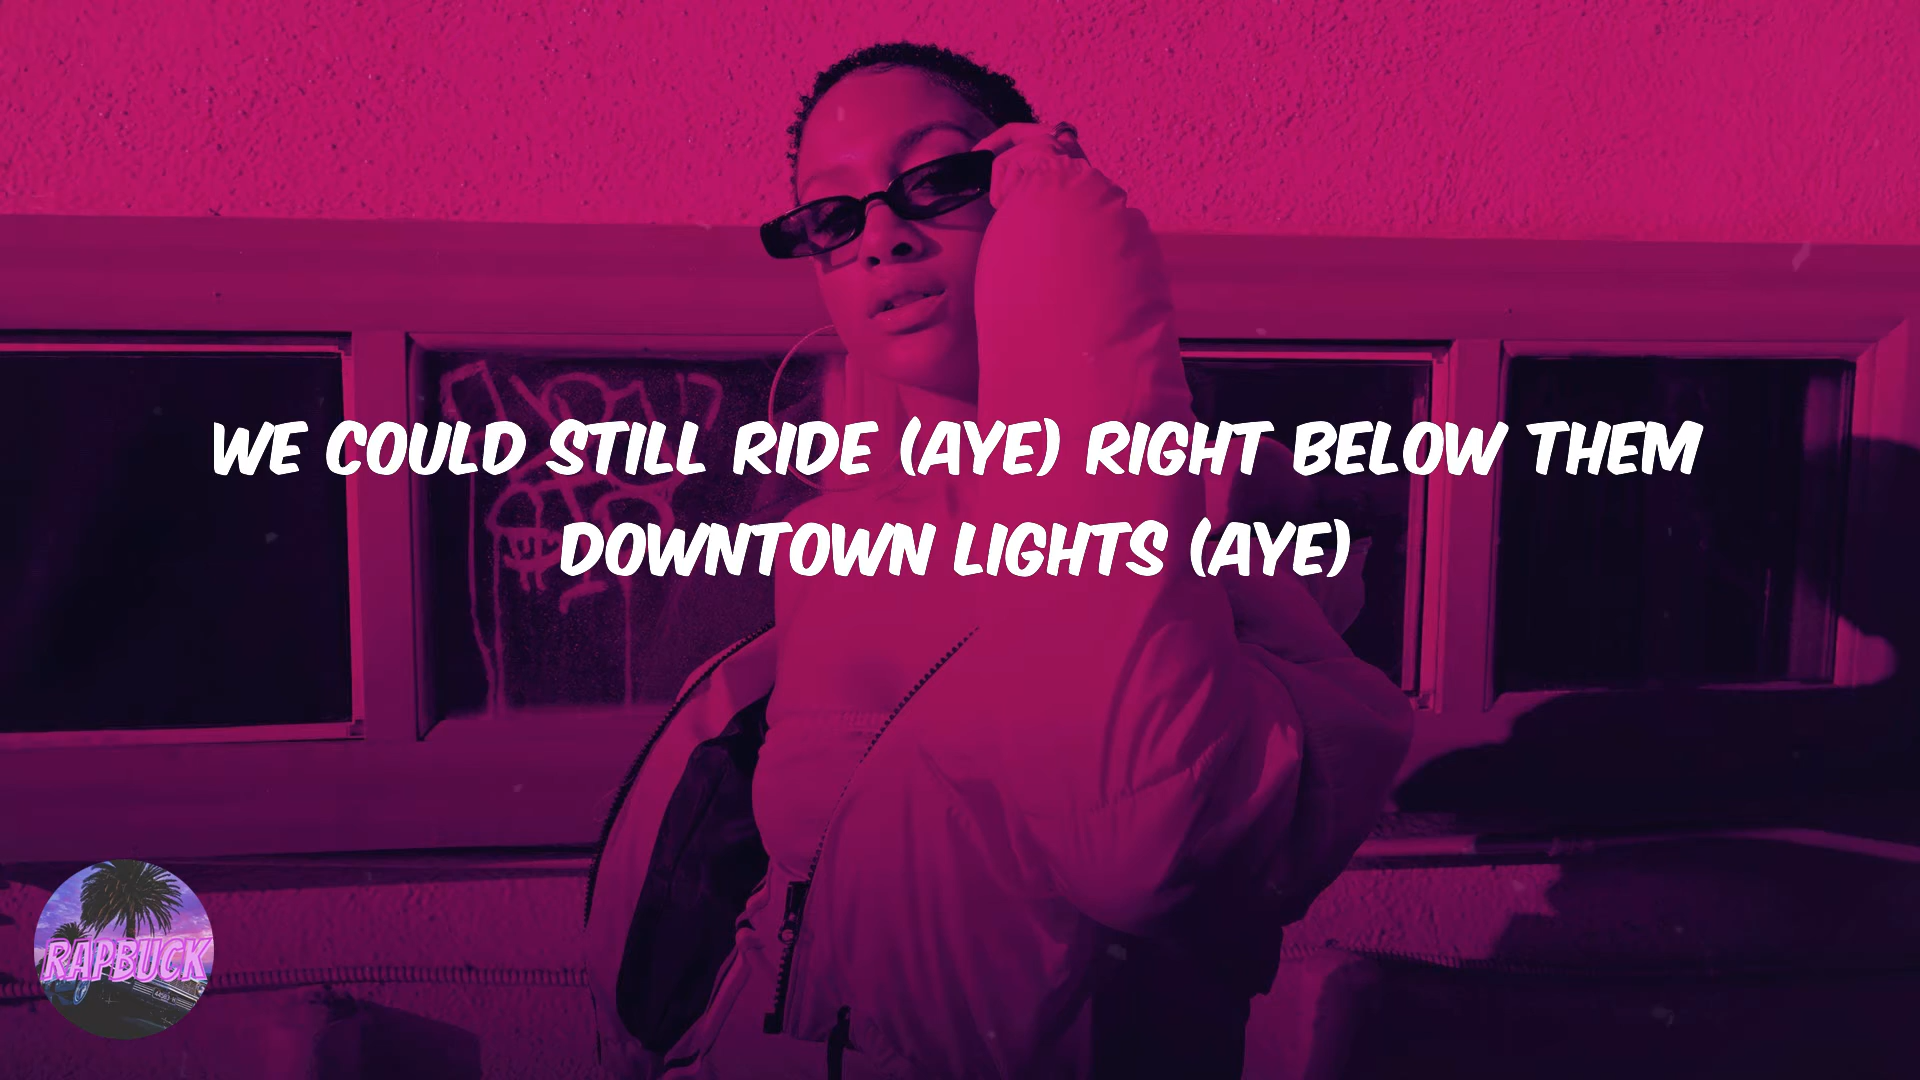 WE COULD STILL RIDE (AYE) RIGHT BELOW THEM
DOWNTOWN LIGHTS (AYE)
RAPBUCK